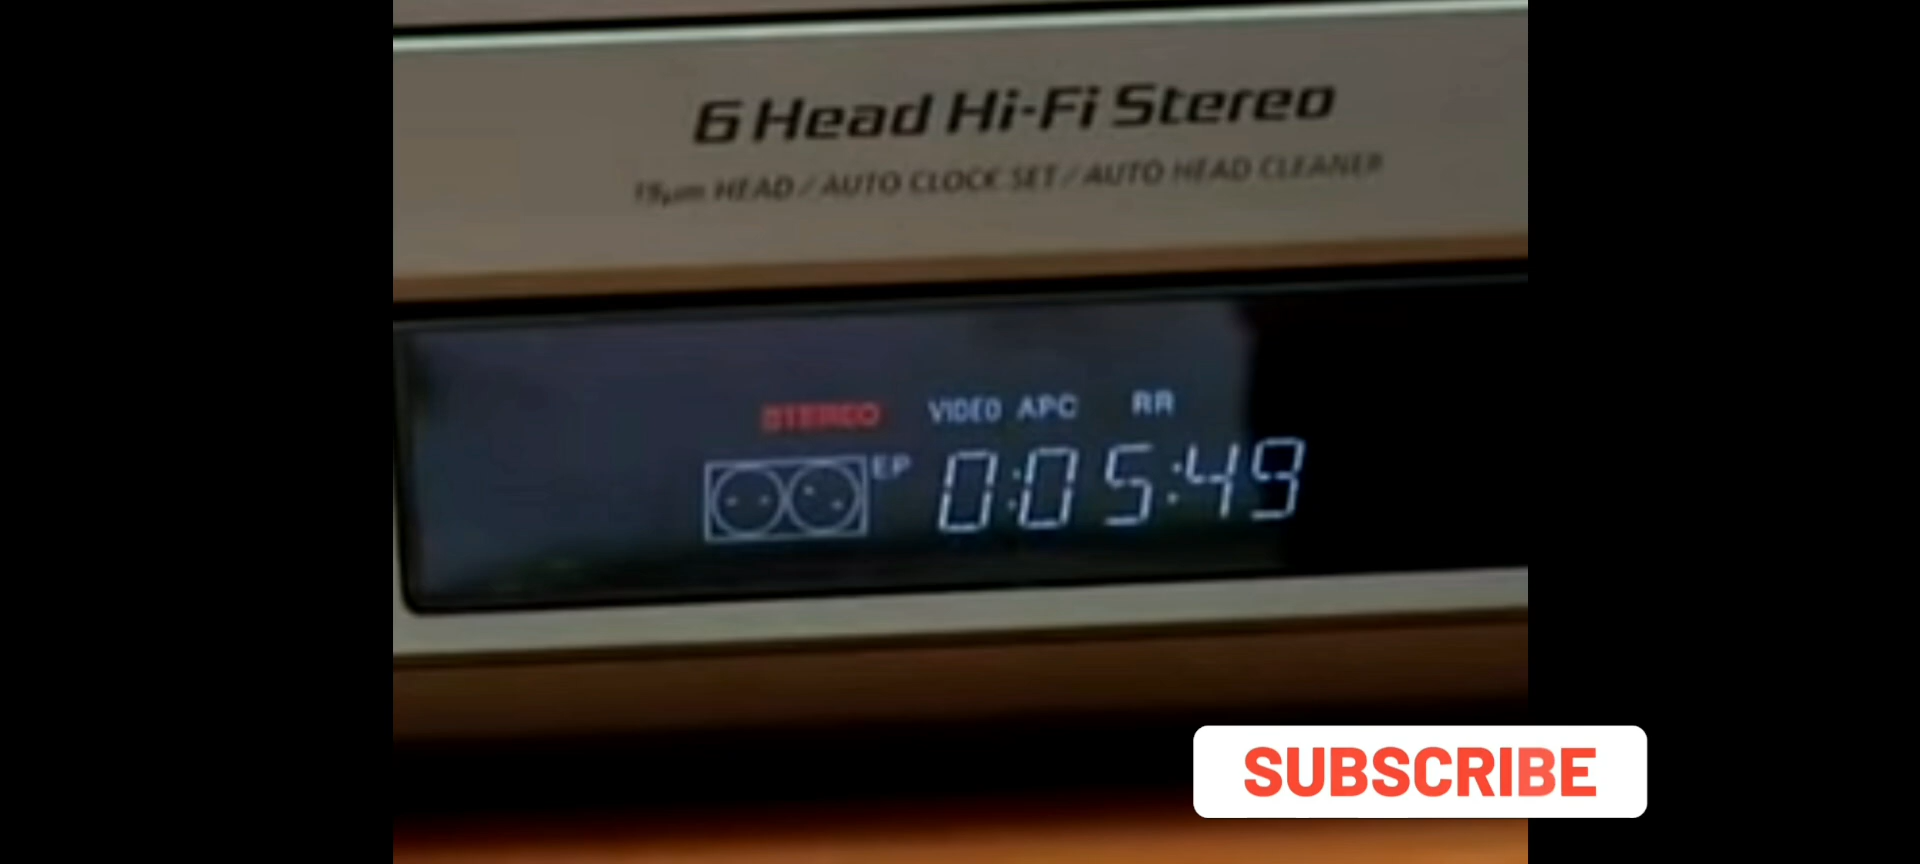 6 Head Hi-Fi Stereo
19µm HEAD / AUTO CLOCK SET / AUTO HEAD CLEANER
STEREO VIDEO APC RR
EP 0:05:49
SUBSCRIBE